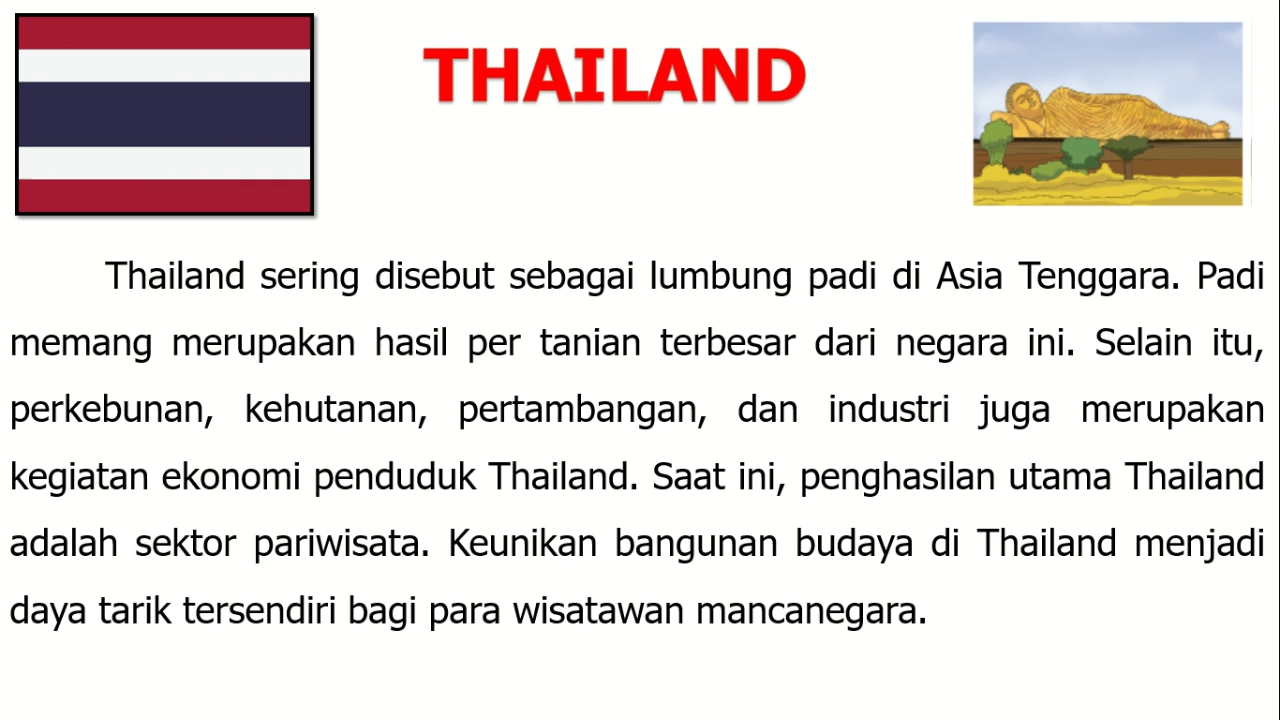 THAILAND
Thailand sering disebut sebagai lumbung padi di Asia Tenggara. Padi
memang merupakan hasil per tanian terbesar dari negara ini. Selain itu,
perkebunan, kehutanan, pertambangan, dan industri juga merupakan
kegiatan ekonomi penduduk Thailand. Saat ini, penghasilan utama Thailand
adalah sektor pariwisata. Keunikan bangunan budaya di Thailand menjadi
daya tarik tersendiri bagi para wisatawan mancanegara.